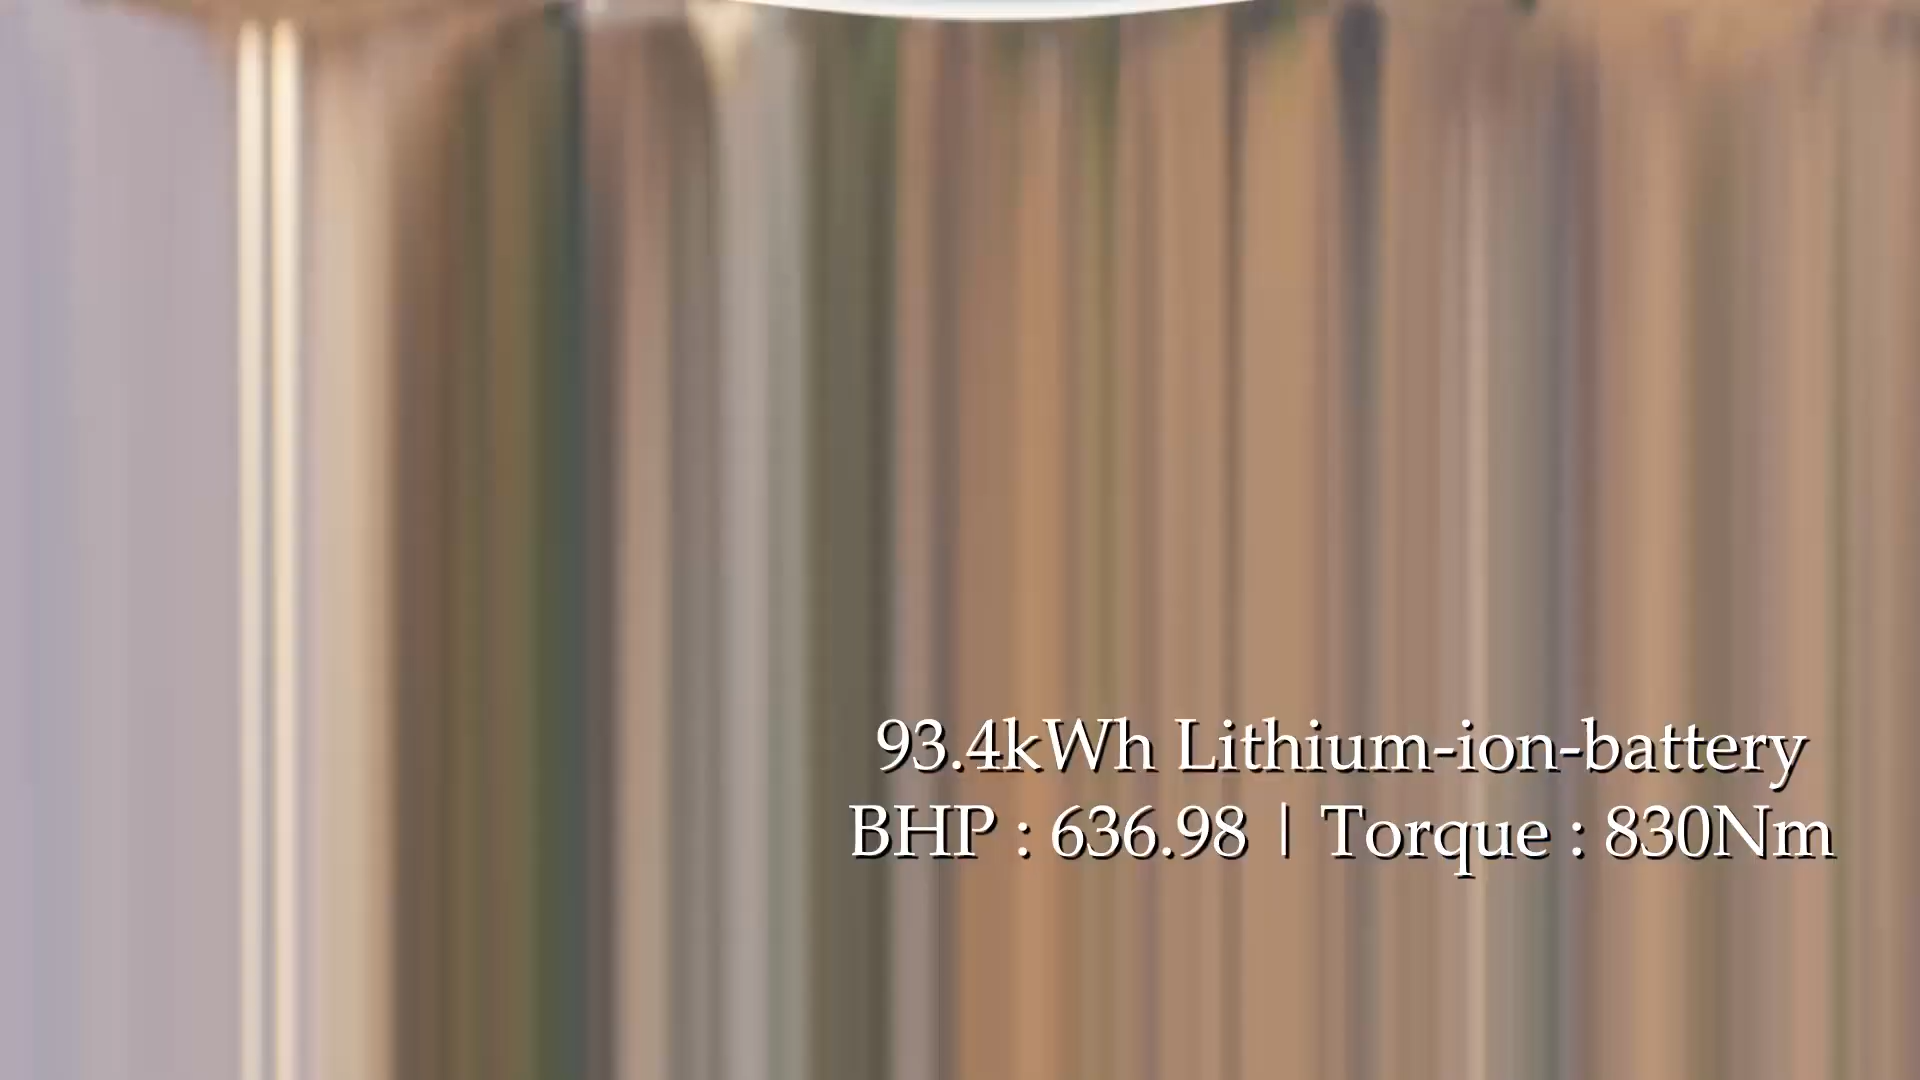 93.4kWh Lithium-ion-battery
BHP : 636.98 | Torque : 830Nm